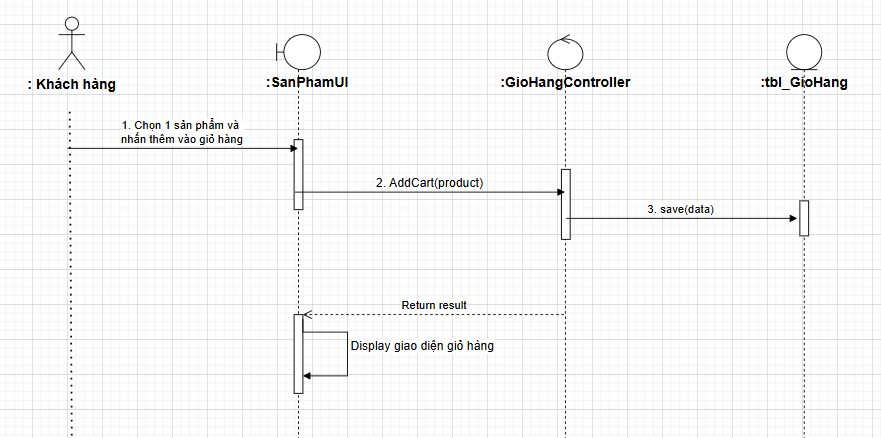 : Khách hàng
:SanPhamUI
:GioHangController
:tbl_GioHang
1. Chọn 1 sản phẩm và
nhấn thêm vào giỏ hàng
2. AddCart(product)
3. save(data)
Return result
Display giao diện giỏ hàng